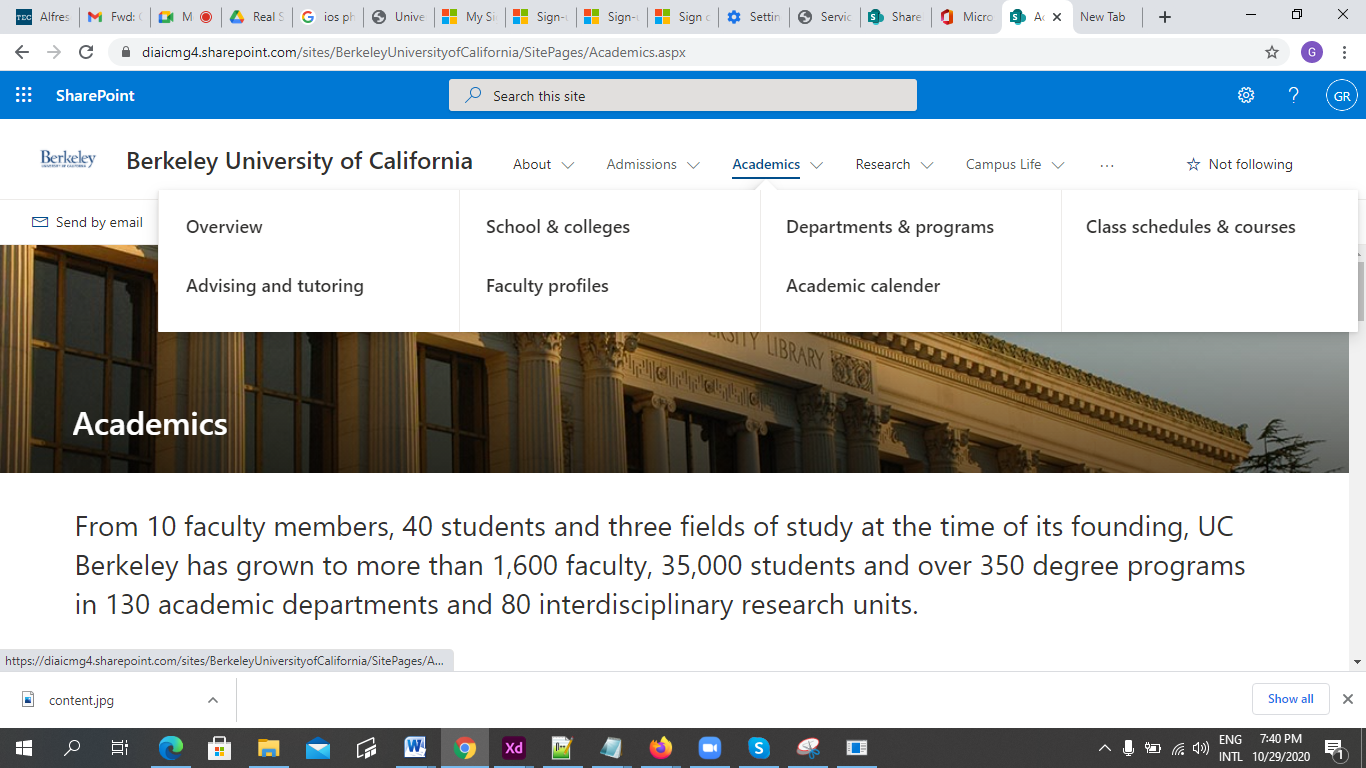 Alfres
Fwd: (
M
Real S
ios ph
Unive
My Si
Sign-
Sign-
Sign o
Settin
Servic
Share
Micro
Ac
New Tab
diaicmg4.sharepoint.com/sites/BerkeleyUniversityofCalifornia/SitePages/Academics.aspx
G
SharePoint
Search this site
?
GR
Berkeley
UNIVERSITY OF CALIFORNIA
Berkeley University of California
About
Admissions
Academics
Research
Campus Life
...
Not following
Send by email
Overview
School & colleges
Departments & programs
Class schedules & courses
Advising and tutoring
Faculty profiles
Academic calender
VERSITY LIBRARY
Academics
From 10 faculty members, 40 students and three fields of study at the time of its founding, UC
Berkeley has grown to more than 1,600 faculty, 35,000 students and over 350 degree programs
in 130 academic departments and 80 interdisciplinary research units.
https://diaicmg4.sharepoint.com/sites/BerkeleyUniversityofCalifornia/SitePages/A...
content.jpg
Show all
Xd
ENG
INTL
7:40 PM
10/29/2020
1